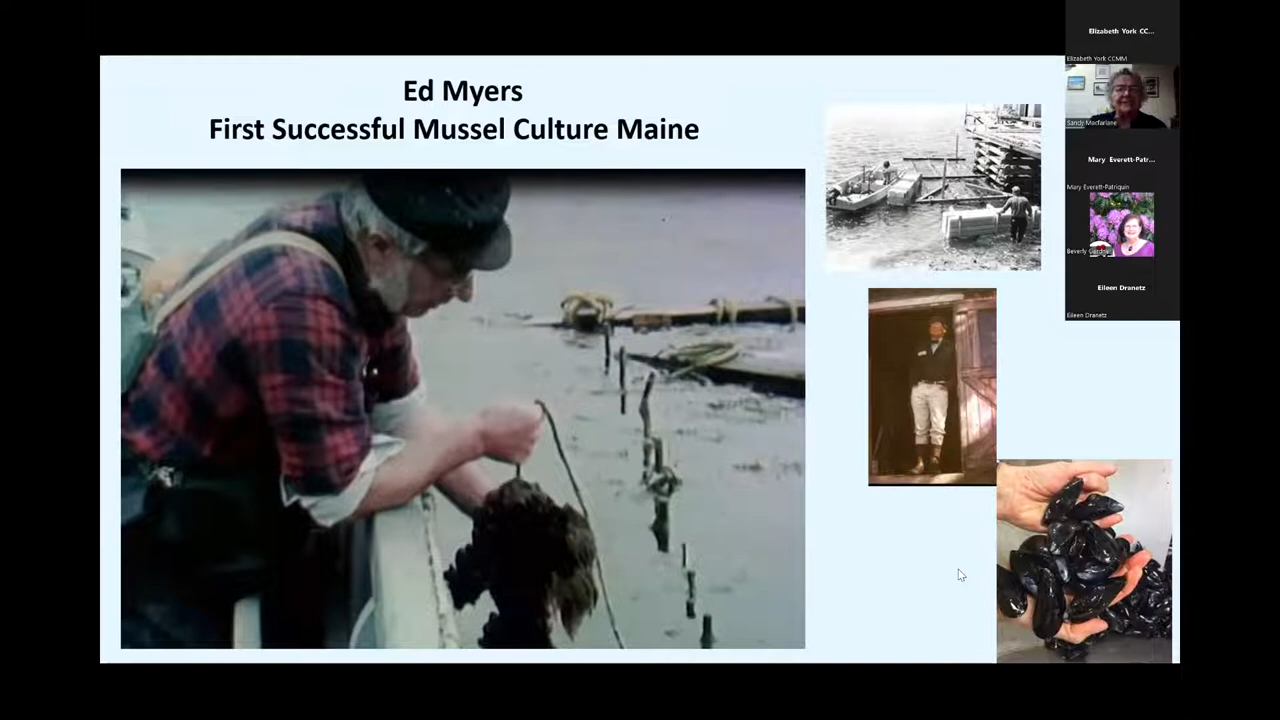 Ed Myers
First Successful Mussel Culture Maine
Elizabeth York CC...
Elizabeth York CCMM
Sandy Macfarlane
Mary Everett-Patr...
Mary Everett-Patriquin
Beverly Gardner
Eileen Dranetz
Eileen Dranetz